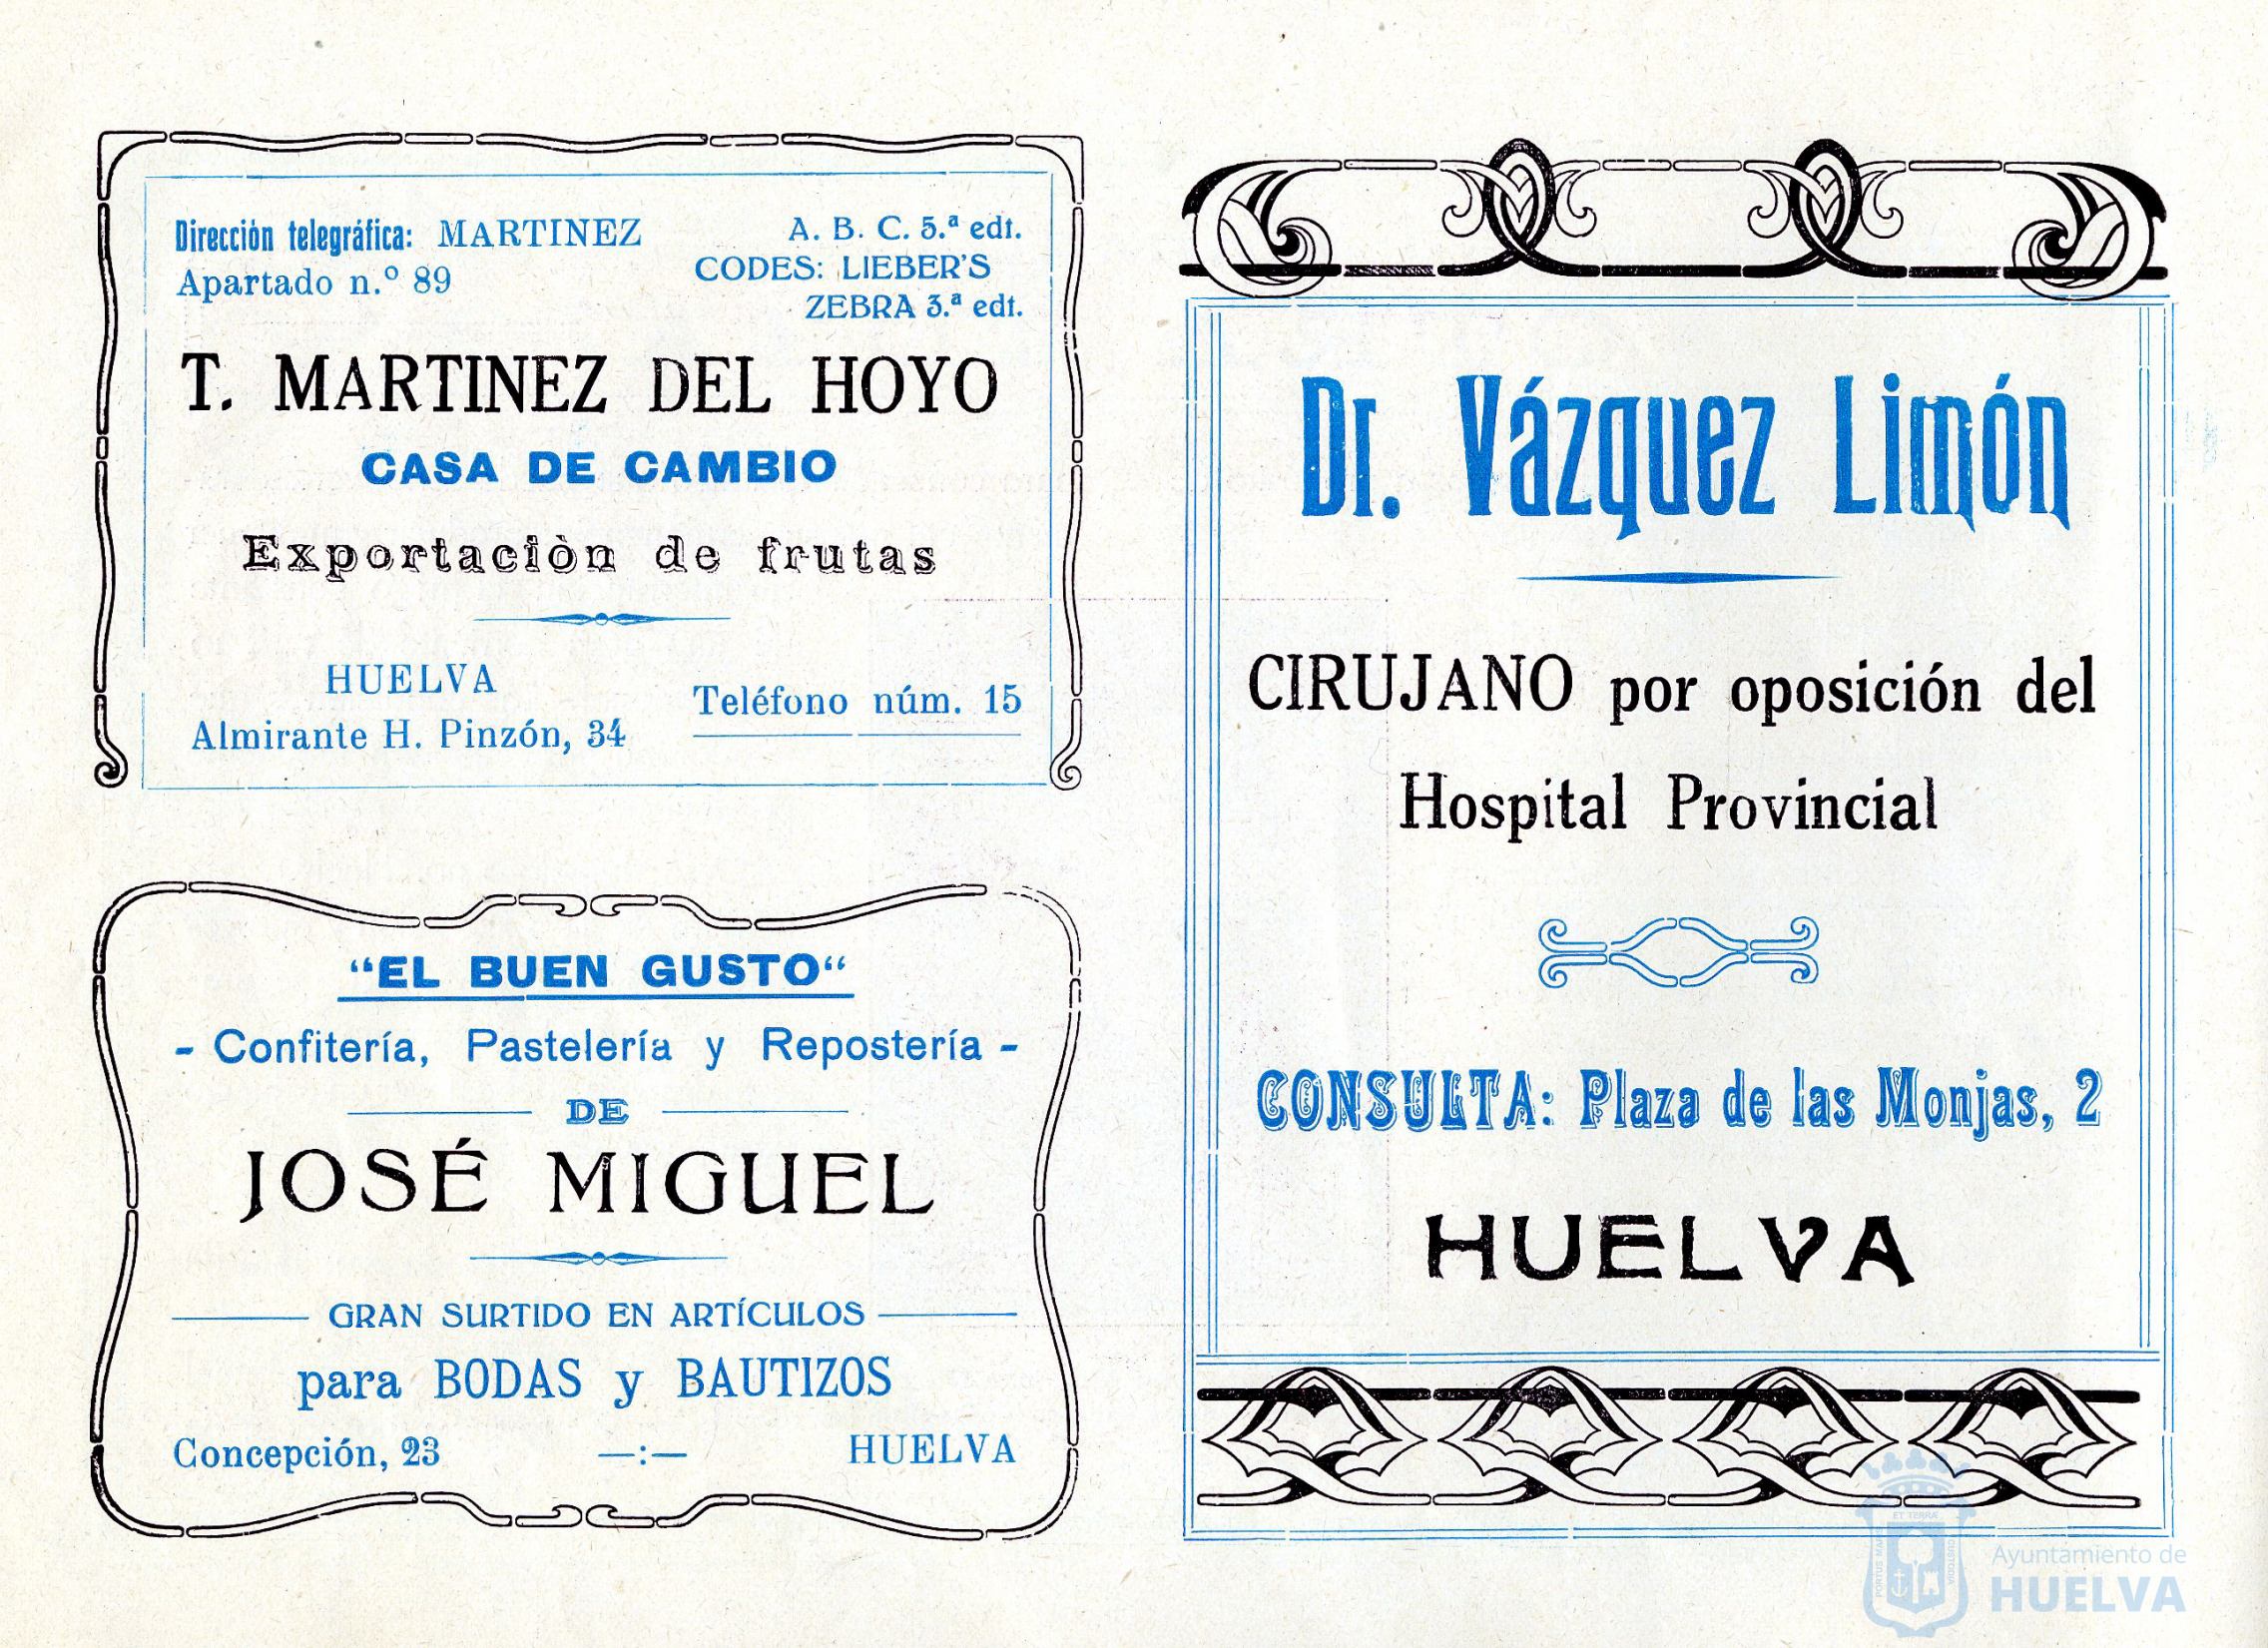 Dirección telegráfica: MARTINEZ
Apartado n.º 89
A. B. C. 5.ª edt.
CODES: LIEBER'S
ZEBRA 3.ª edt.
T. MARTINEZ DEL HOYO
CASA DE CAMBIO
Exportaciòn de frutas
HUELVA
Almirante H. Pinzón, 34
Teléfono núm. 15
"EL BUEN GUSTO"
- Confitería, Pastelería y Repostería -
DE
JOSÉ MIGUEL
GRAN SURTIDO EN ARTÍCULOS
para BODAS y BAUTIZOS
Concepción, 23 —:— HUELVA
Dr. Vázquez Limón
CIRUJANO por oposición del
Hospital Provincial
CONSULTA: Plaza de las Monjas, 2
HUELVA
Ayuntamiento de
HUELVA